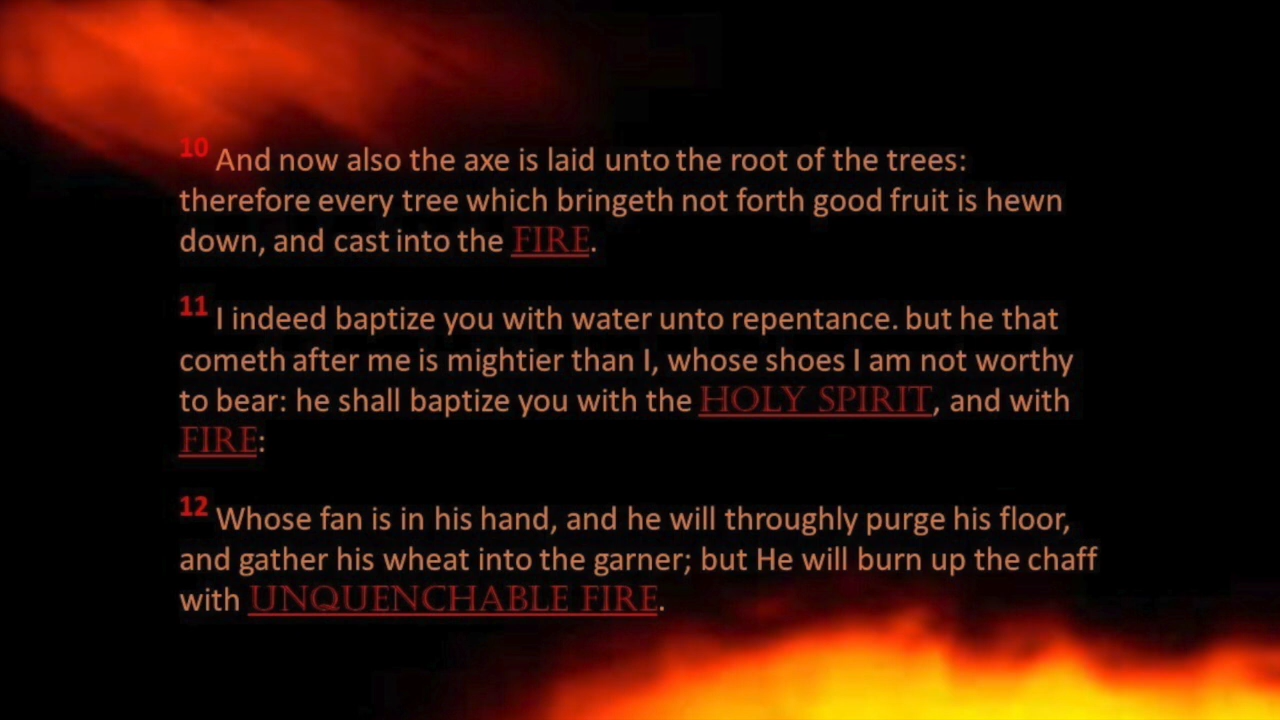 10 And now also the axe is laid unto the root of the trees:
therefore every tree which bringeth not forth good fruit is hewn
down, and cast into the FIRE.
11 I indeed baptize you with water unto repentance. but he that
cometh after me is mightier than I, whose shoes I am not worthy
to bear: he shall baptize you with the HOLY SPIRIT, and with
FIRE:
12 Whose fan is in his hand, and he will throughly purge his floor,
and gather his wheat into the garner; but He will burn up the chaff
with UNQUENCHABLE FIRE.